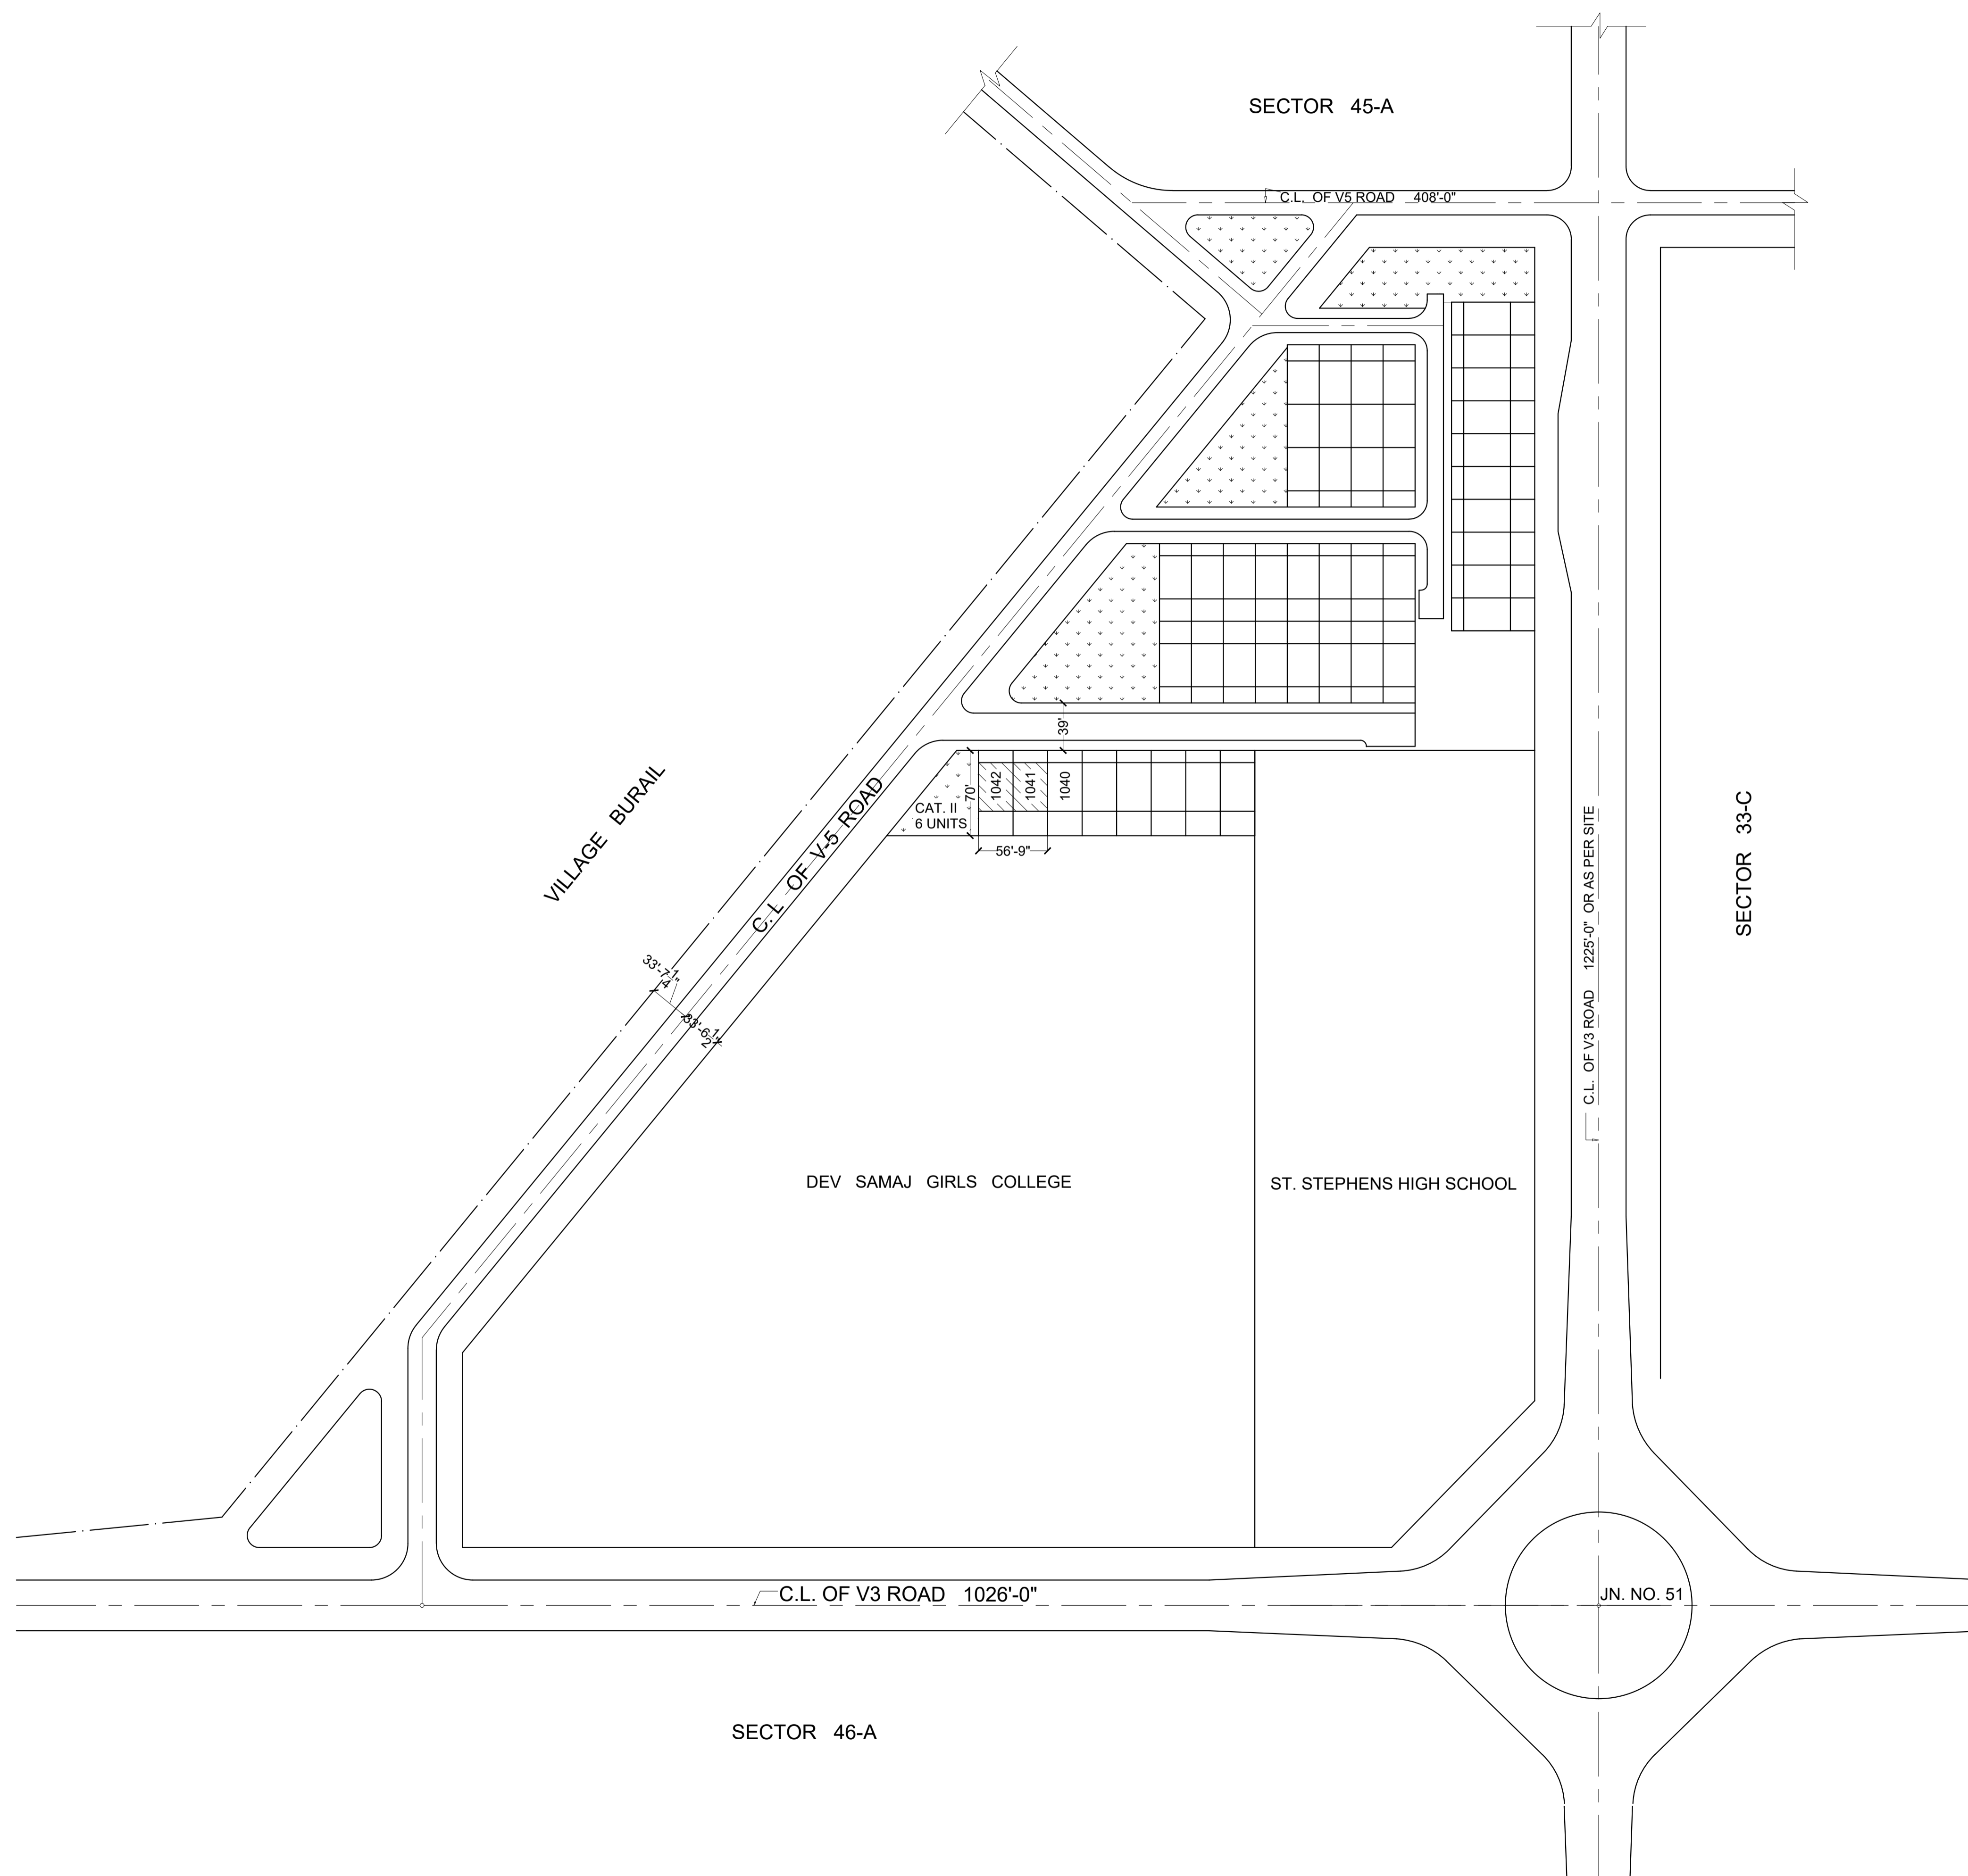 SECTOR 45-A
C.L. OF V5 ROAD 408'-0"
39'
1042
1041
1040
70'
CAT. II
6 UNITS
56'-9"
VILLAGE BURAIL
C. L OF V-5 ROAD
C.L. OF V3 ROAD 1225'-0" OR AS PER SITE
SECTOR 33-C
33'-7 1/4"
33'-6 1/2"
DEV SAMAJ GIRLS COLLEGE
ST. STEPHENS HIGH SCHOOL
C.L. OF V3 ROAD 1026'-0"
JN. NO. 51
SECTOR 46-A